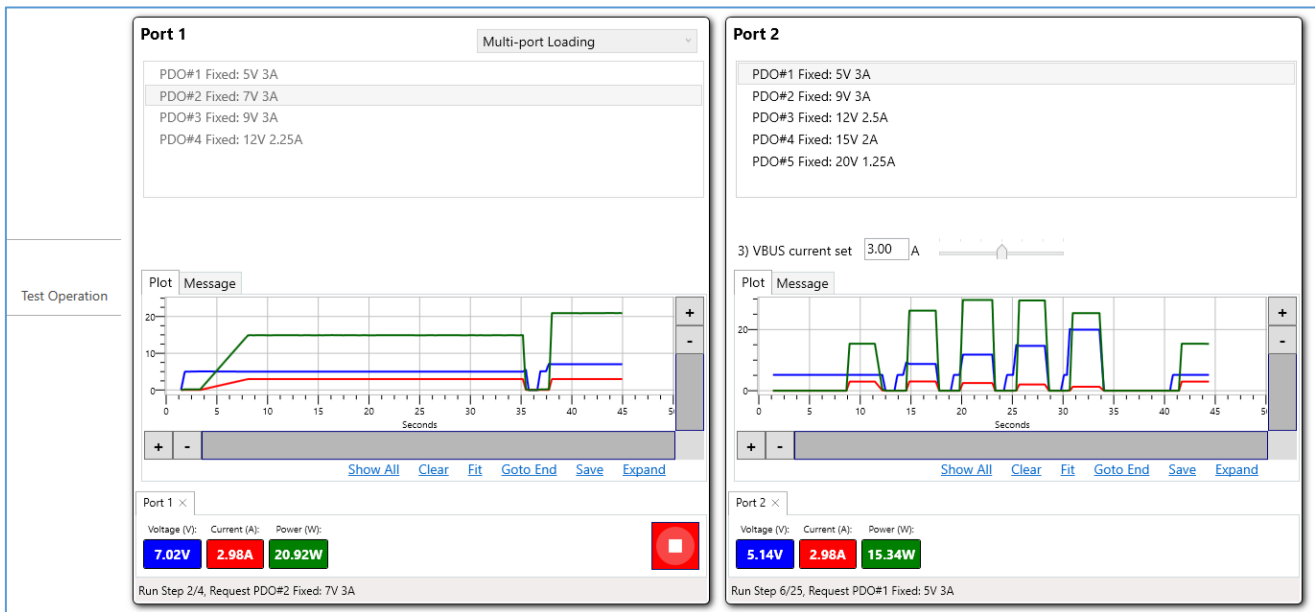 Test Operation
Port 1
Multi-port Loading
PDO#1 Fixed: 5V 3A
PDO#2 Fixed: 7V 3A
PDO#3 Fixed: 9V 3A
PDO#4 Fixed: 12V 2.25A
Plot Message
20
10
0
0 5 10 15 20 25 30 35 40 45 5
Seconds
+
-
+ -
Show All Clear Fit Goto End Save Expand
Port 1 ×
Voltage (V): Current (A): Power (W):
7.02V 2.98A 20.92W
Run Step 2/4, Request PDO#2 Fixed: 7V 3A
Port 2
PDO#1 Fixed: 5V 3A
PDO#2 Fixed: 9V 3A
PDO#3 Fixed: 12V 2.5A
PDO#4 Fixed: 15V 2A
PDO#5 Fixed: 20V 1.25A
3) VBUS current set 3.00 A
Plot Message
20
0
0 5 10 15 20 25 30 35 40 45 5
Seconds
+
-
+ -
Show All Clear Fit Goto End Save Expand
Port 2 ×
Voltage (V): Current (A): Power (W):
5.14V 2.98A 15.34W
Run Step 6/25, Request PDO#1 Fixed: 5V 3A